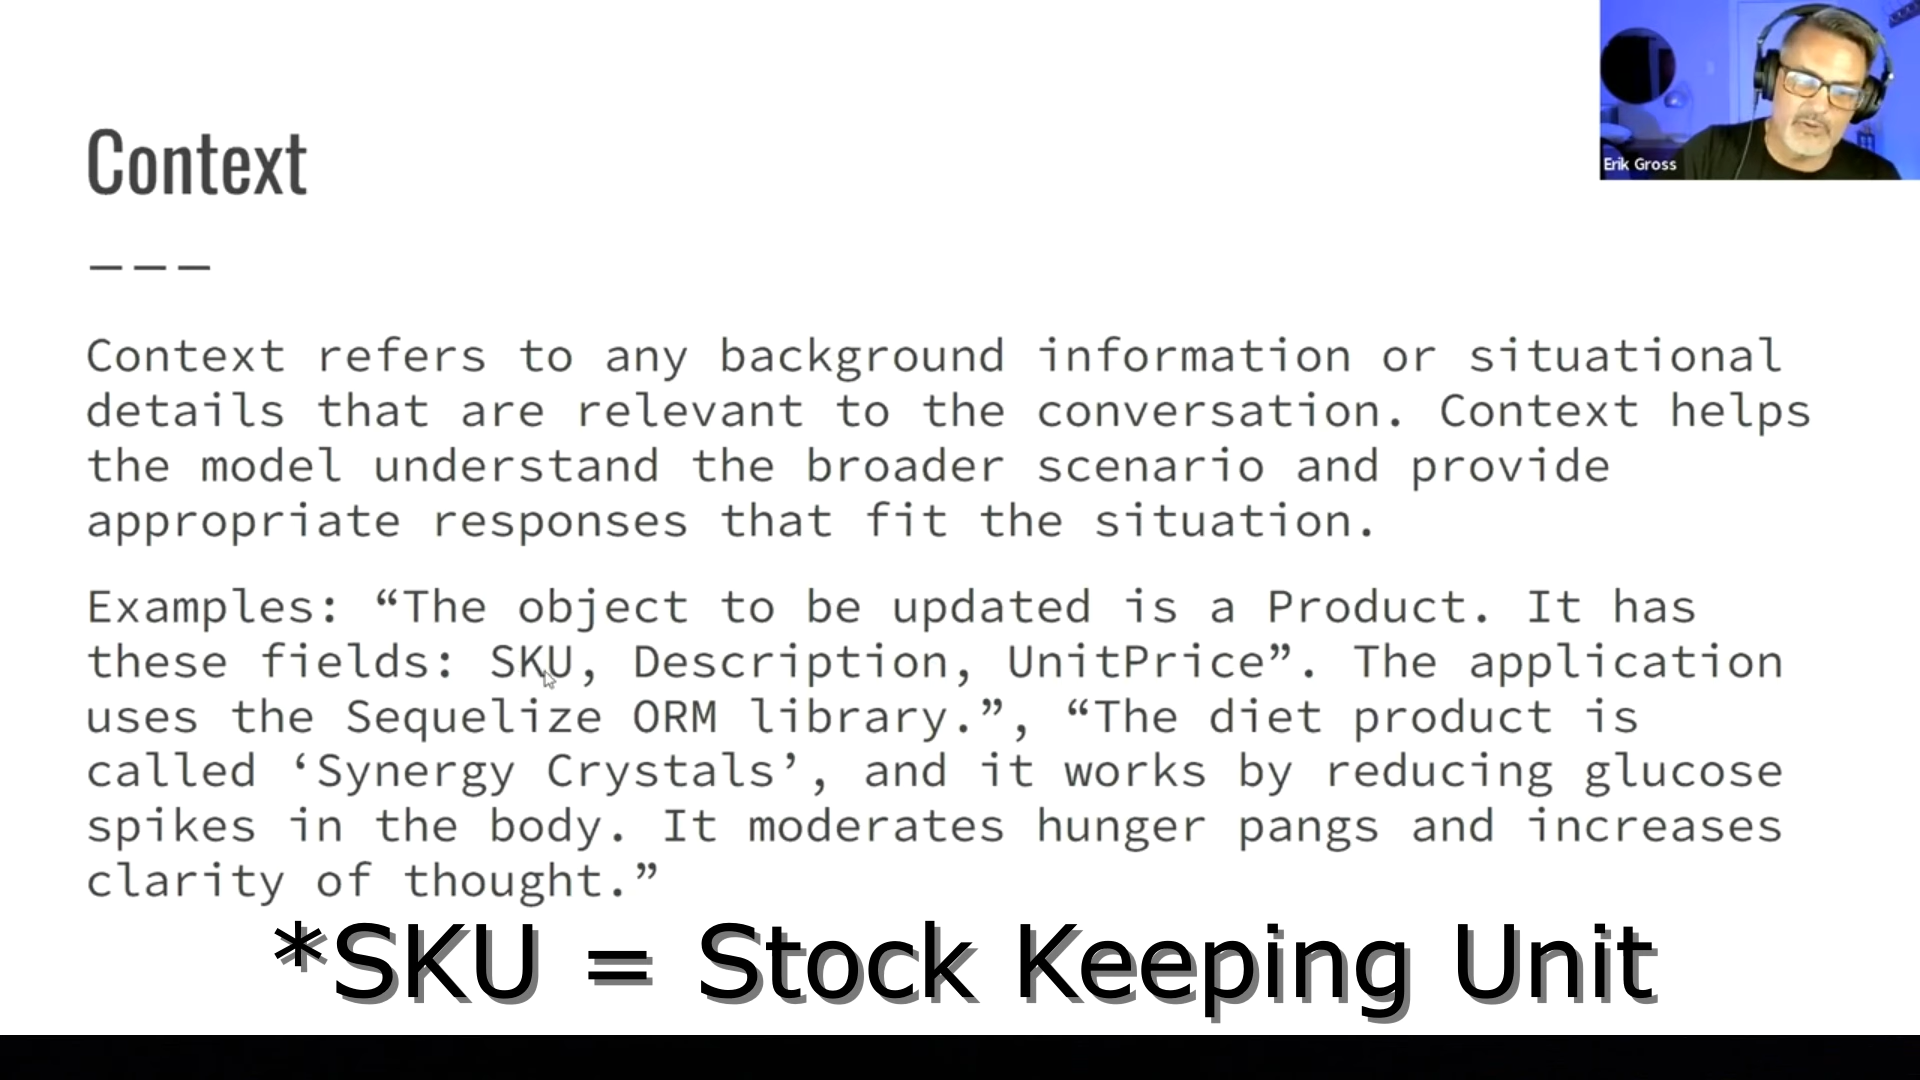 Context
Erik Gross
———
Context refers to any background information or situational
details that are relevant to the conversation. Context helps
the model understand the broader scenario and provide
appropriate responses that fit the situation.
Examples: “The object to be updated is a Product. It has
these fields: SKU, Description, UnitPrice”. The application
uses the Sequelize ORM library.”, “The diet product is
called ‘Synergy Crystals’, and it works by reducing glucose
spikes in the body. It moderates hunger pangs and increases
clarity of thought.”
*SKU = Stock Keeping Unit